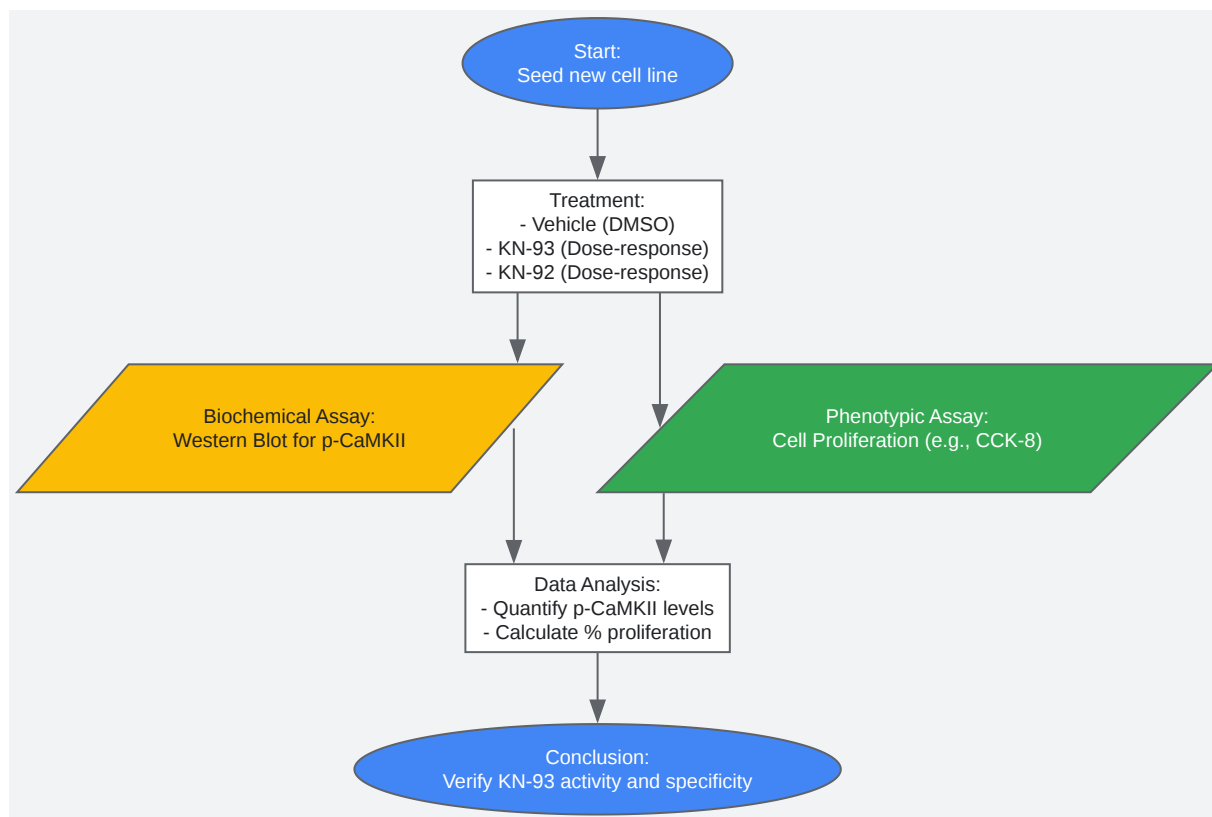 Start:
Seed new cell line
Treatment:
- Vehicle (DMSO)
- KN-93 (Dose-response)
- KN-92 (Dose-response)
Biochemical Assay:
Western Blot for p-CaMKII
Phenotypic Assay:
Cell Proliferation (e.g., CCK-8)
Data Analysis:
- Quantify p-CaMKII levels
- Calculate % proliferation
Conclusion:
Verify KN-93 activity and specificity